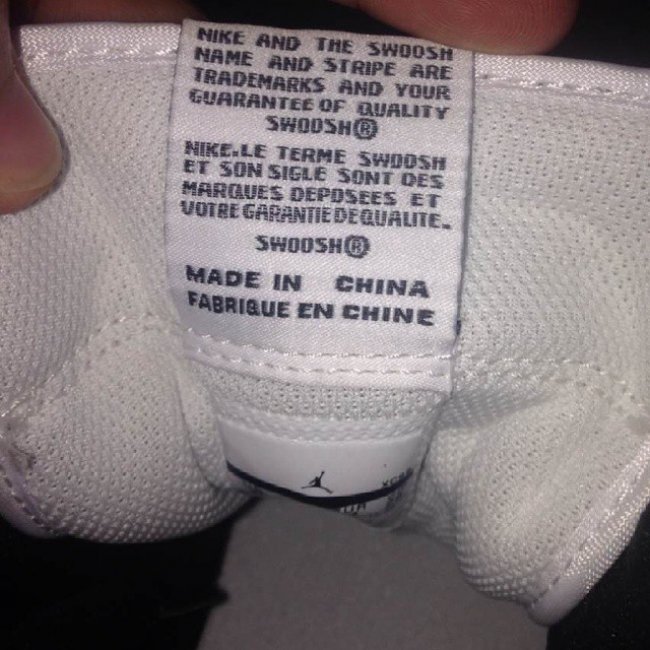 NIKE AND THE SWOOSH
NAME AND STRIPE ARE
TRADEMARKS AND YOUR
GUARANTEE OF QUALITY
SWOOSH®
NIKE.LE TERME SWOOSH
ET SON SIGLE SONT DES
MARQUES DEPOSEES ET
VOTRE GARANTIE DE QUALITE.
SWOOSH®
MADE IN CHINA
FABRIQUE EN CHINE